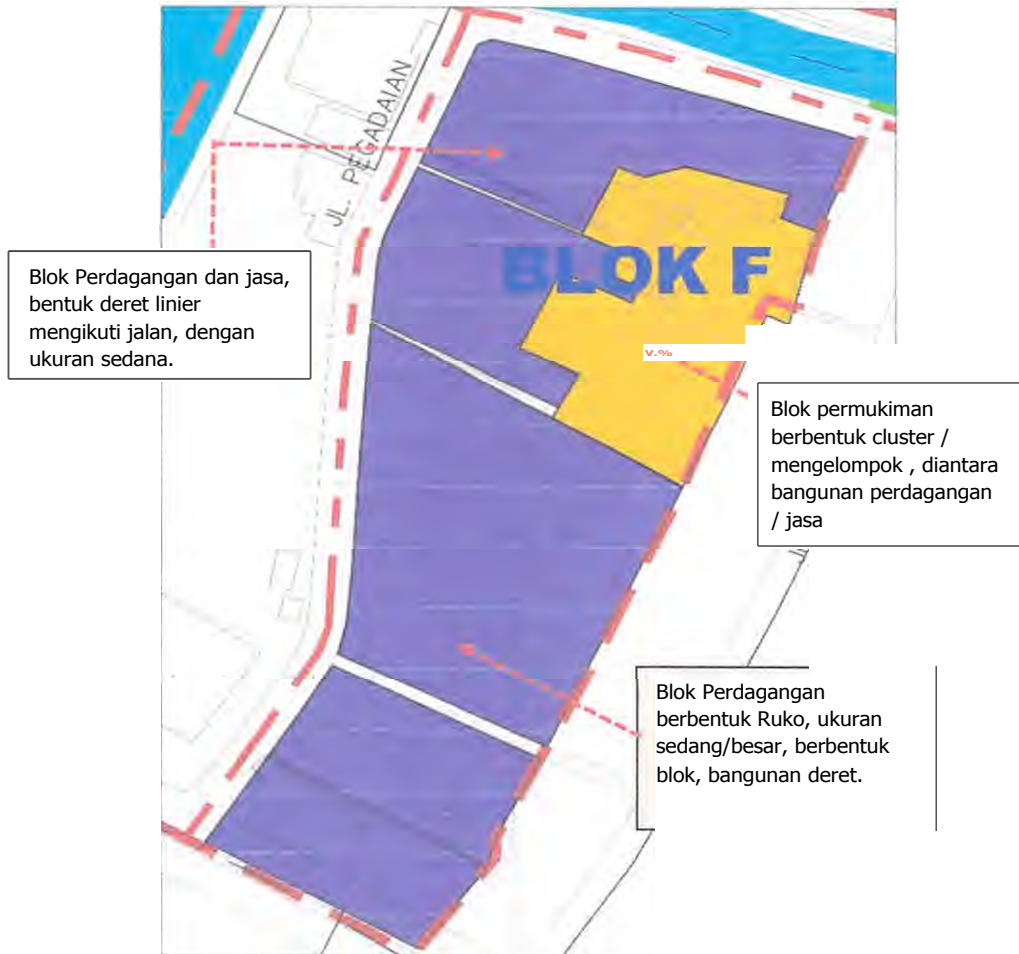 JL. PEGADAIAN
Blok Perdagangan dan jasa,
bentuk deret linier
mengikuti jalan, dengan
ukuran sedana.
BLOK F
V.%
Blok permukiman
berbentuk cluster /
mengelompok , diantara
bangunan perdagangan
/ jasa
Blok Perdagangan
berbentuk Ruko, ukuran
sedang/besar, berbentuk
blok, bangunan deret.